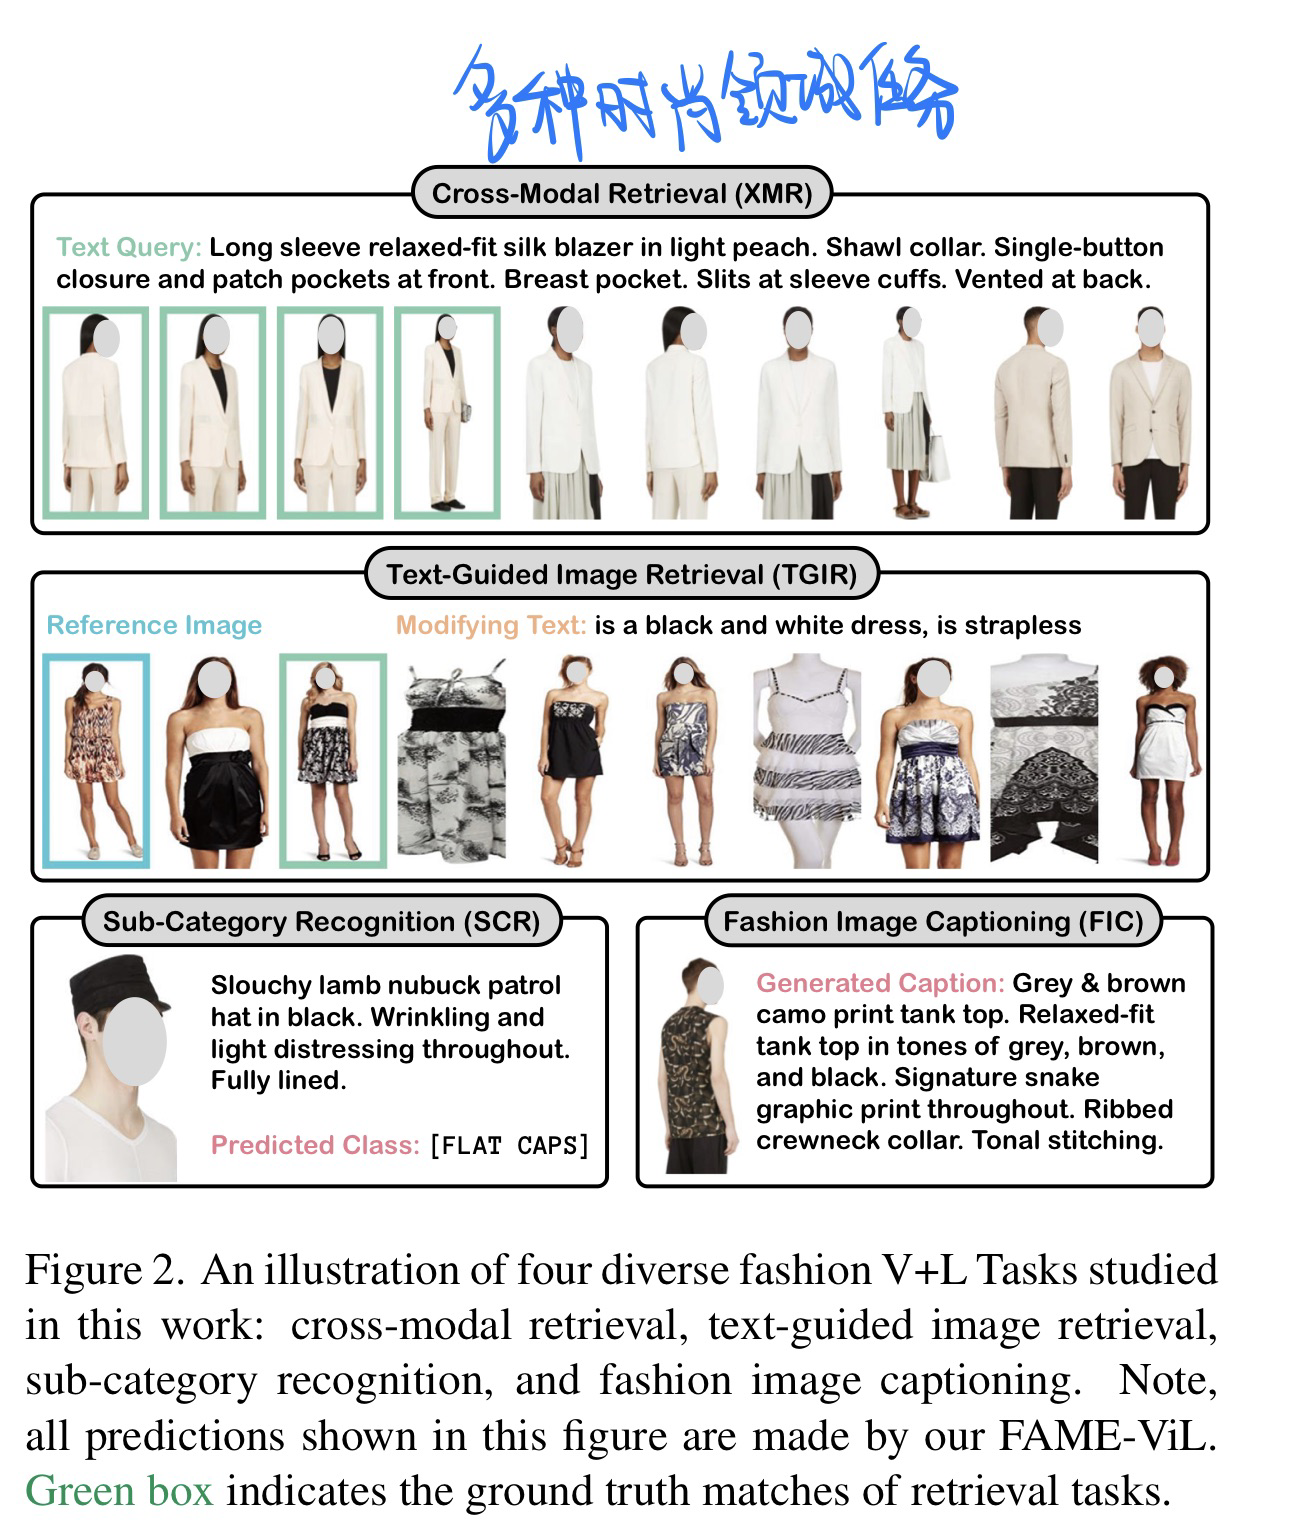 多种时尚领域任务
Cross-Modal Retrieval (XMR)
Text Query: Long sleeve relaxed-fit silk blazer in light peach. Shawl collar. Single-button
closure and patch pockets at front. Breast pocket. Slits at sleeve cuffs. Vented at back.
Text-Guided Image Retrieval (TGIR)
Reference Image
Modifying Text: is a black and white dress, is strapless
Sub-Category Recognition (SCR)
Slouchy lamb nubuck patrol
hat in black. Wrinkling and
light distressing throughout.
Fully lined.
Predicted Class: [FLAT CAPS]
Fashion Image Captioning (FIC)
Generated Caption: Grey & brown
camo print tank top. Relaxed-fit
tank top in tones of grey, brown,
and black. Signature snake
graphic print throughout. Ribbed
crewneck collar. Tonal stitching.
Figure 2. An illustration of four diverse fashion V+L Tasks studied
in this work: cross-modal retrieval, text-guided image retrieval,
sub-category recognition, and fashion image captioning. Note,
all predictions shown in this figure are made by our FAME-ViL.
Green box indicates the ground truth matches of retrieval tasks.